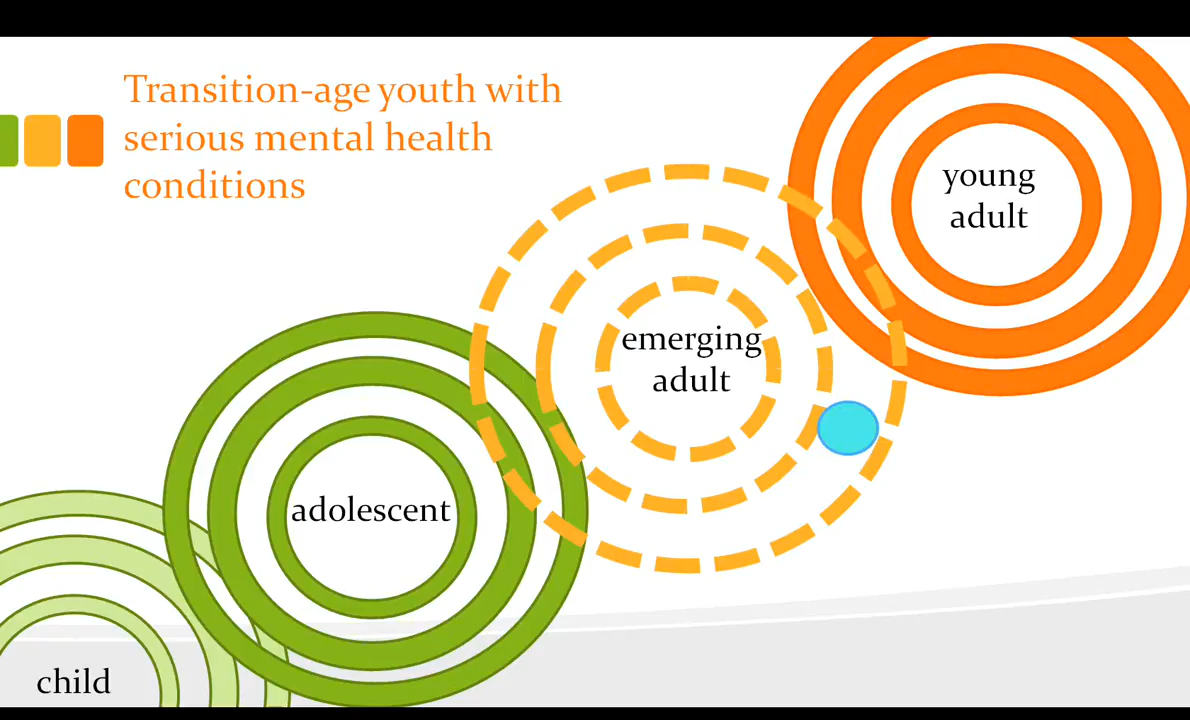 Transition-age youth with
serious mental health
conditions
young
adult
emerging
adult
adolescent
child